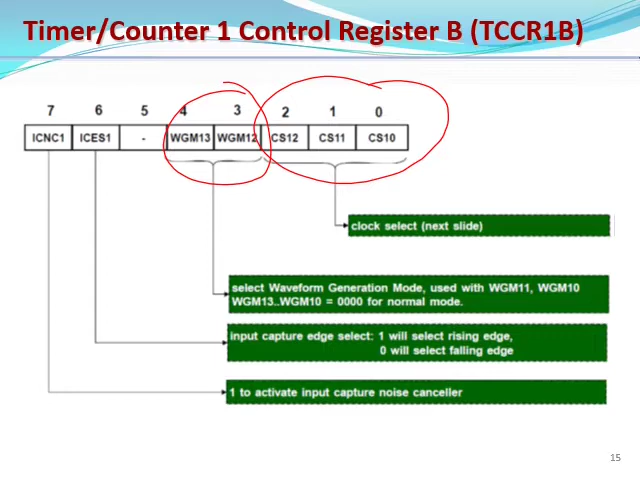 Timer/Counter 1 Control Register B (TCCR1B)
7 6 5 4 3 2 1 0
ICNC1 ICES1 - WGM13 WGM12 CS12 CS11 CS10
clock select (next slide)
select Waveform Generation Mode, used with WGM11, WGM10
WGM13..WGM10 = 0000 for normal mode.
input capture edge select: 1 will select rising edge,
0 will select falling edge
1 to activate input capture noise canceller
15